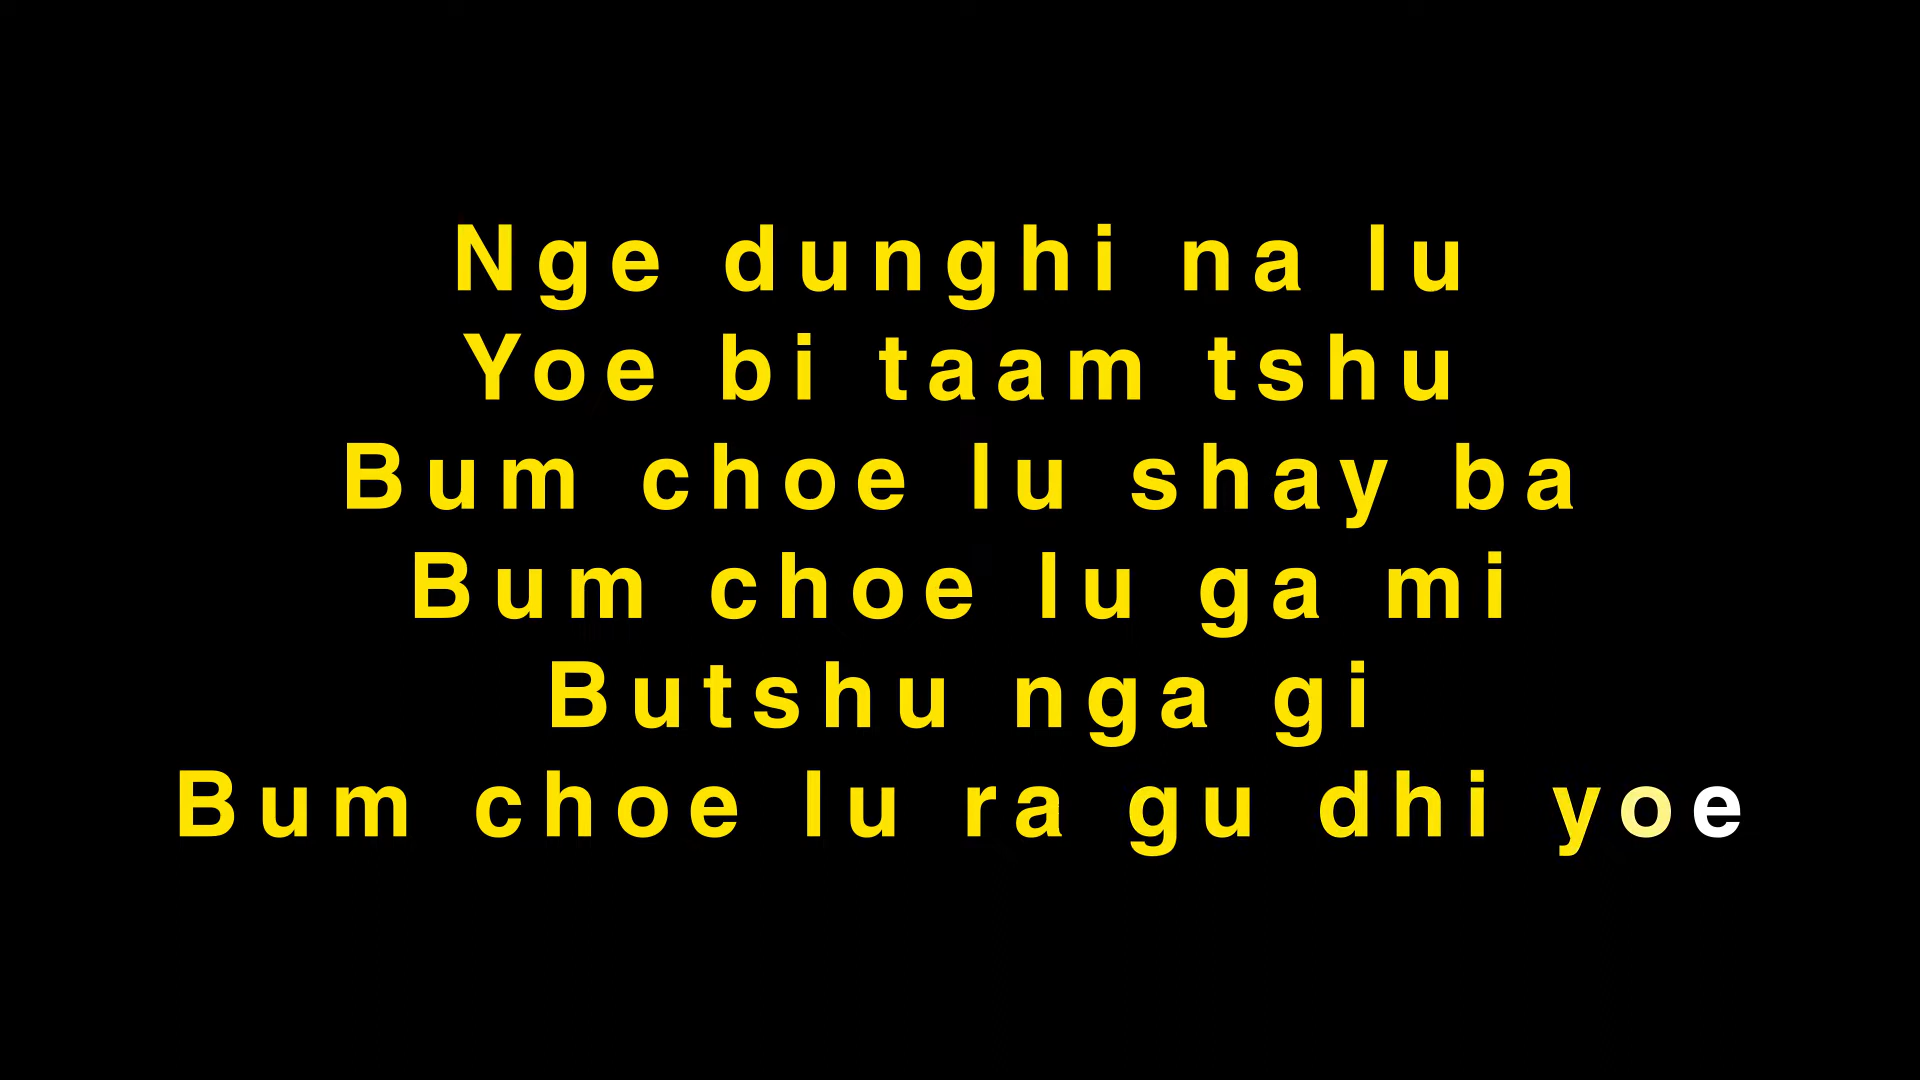 Nge dunghi na lu
Yoe bi taam tshu
Bum choe lu shay ba
Bum choe lu ga mi
Butshu nga gi
Bum choe lu ra gu dhi yoe